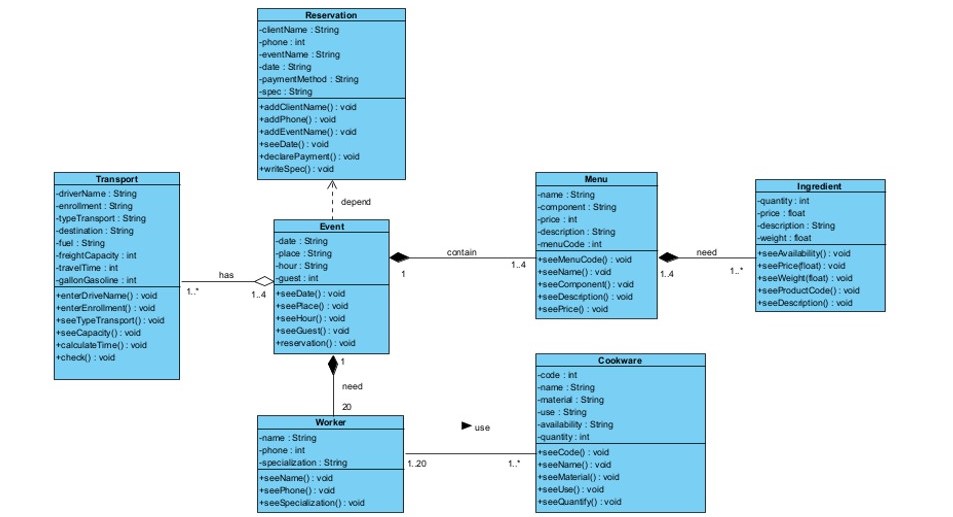 Reservation
-clientName : String
-phone : int
-eventName : String
-date : String
-paymentMethod : String
-spec : String
+addClientName() : void
+addPhone() : void
+addEventName() : void
+seeDate() : void
+declarePayment() : void
+writeSpec() : void
depend
Transport
-driverName : String
-enrollment : String
-typeTransport : String
-destination : String
-fuel : String
-freightCapacity : int
-travelTime : int
-gallonGasoline : int
+enterDriveName() : void
+enterEnrollment() : void
+seeTypeTransport() : void
+seeCapacity() : void
+calculateTime() : void
+check() : void
has
1..*
1..4
Event
-date : String
-place : String
-hour : String
-guest : int
+seeDate() : void
+seePlace() : void
+seeHour() : void
+seeGuest() : void
+reservation() : void
contain
1
1..4
Menu
-name : String
-component : String
-price : int
-description : String
-menuCode : int
+seeMenuCode() : void
+seeName() : void
+seeComponent() : void
+seeDescription() : void
+seePrice() : void
need
1..4
1..*
Ingredient
-quantity : int
-price : float
-description : String
-weight : float
+seeAvailability() : void
+seePrice(float) : void
+seeWeight(float) : void
+seeProductCode() : void
+seeDescription() : void
1
need
20
Worker
-name : String
-phone : int
-specialization : String
+seeName() : void
+seePhone() : void
+seeSpecialization() : void
use
1..20
1..*
Cookware
-code : int
-name : String
-material : String
-use : String
-availability : String
-quantity : int
+seeCode() : void
+seeName() : void
+seeMaterial() : void
+seeUse() : void
+seeQuantify() : void